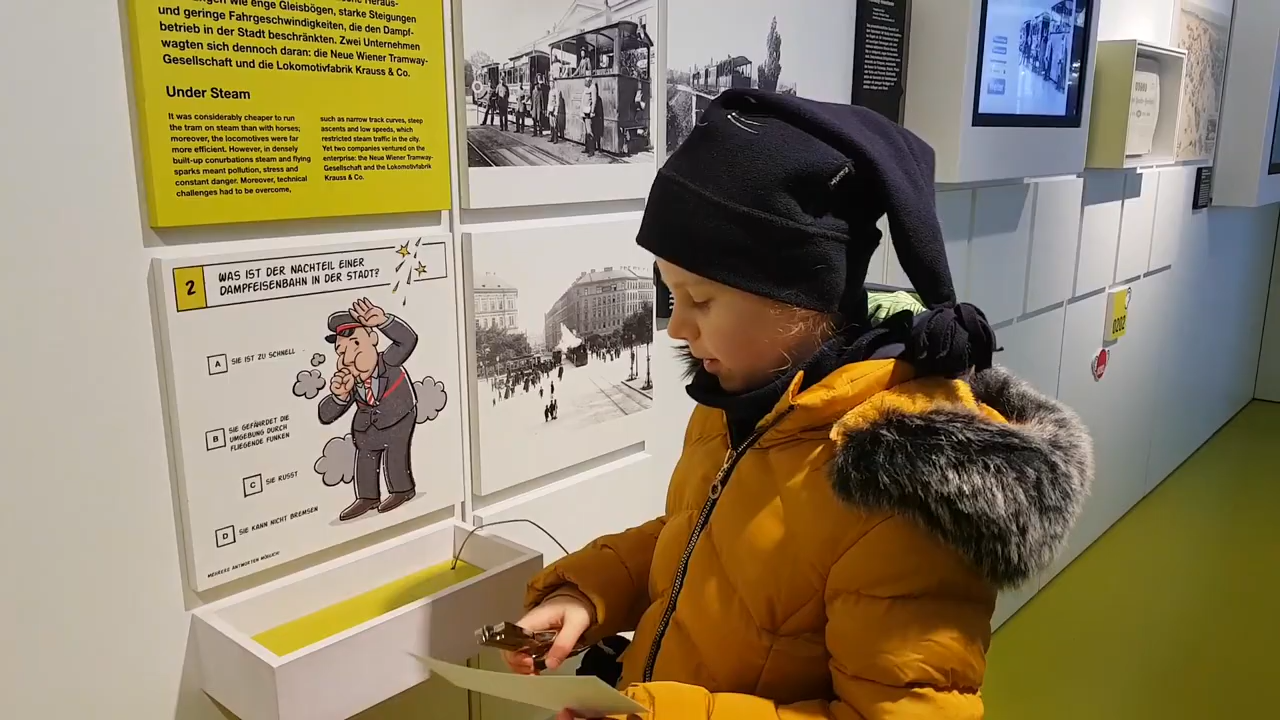 und geringe Fahrgeschwindigkeiten, die den Dampf-
betrieb in der Stadt beschränkten. Zwei Unternehmen
wagten sich dennoch daran: die Neue Wiener Tramway-
Gesellschaft und die Lokomotivfabrik Krauss & Co.
Under Steam
It was considerably cheaper to run
the tram on steam than with horses;
moreover, the locomotives were far
more efficient. However, in densely
built-up conurbations steam and flying
sparks meant pollution, stress and
constant danger. Moreover, technical
challenges had to be overcome,
such as narrow track curves, steep
ascents and low speeds, which
restricted steam traffic in the city.
Yet two companies ventured on the
enterprise: the Neue Wiener Tramway-
Gesellschaft and the Lokomotivfabrik
Krauss & Co.
2
WAS IST DER NACHTEIL EINER
DAMPFEISENBAHN IN DER STADT?
A SIE IST ZU SCHNELL
B SIE GEFÄHRDET DIE
UMGEBUNG DURCH
FLIEGENDE FUNKEN
C SIE RUSST
D SIE KANN NICHT BREMSEN
MEHRERE ANTWORTEN MÖGLICH!
0202